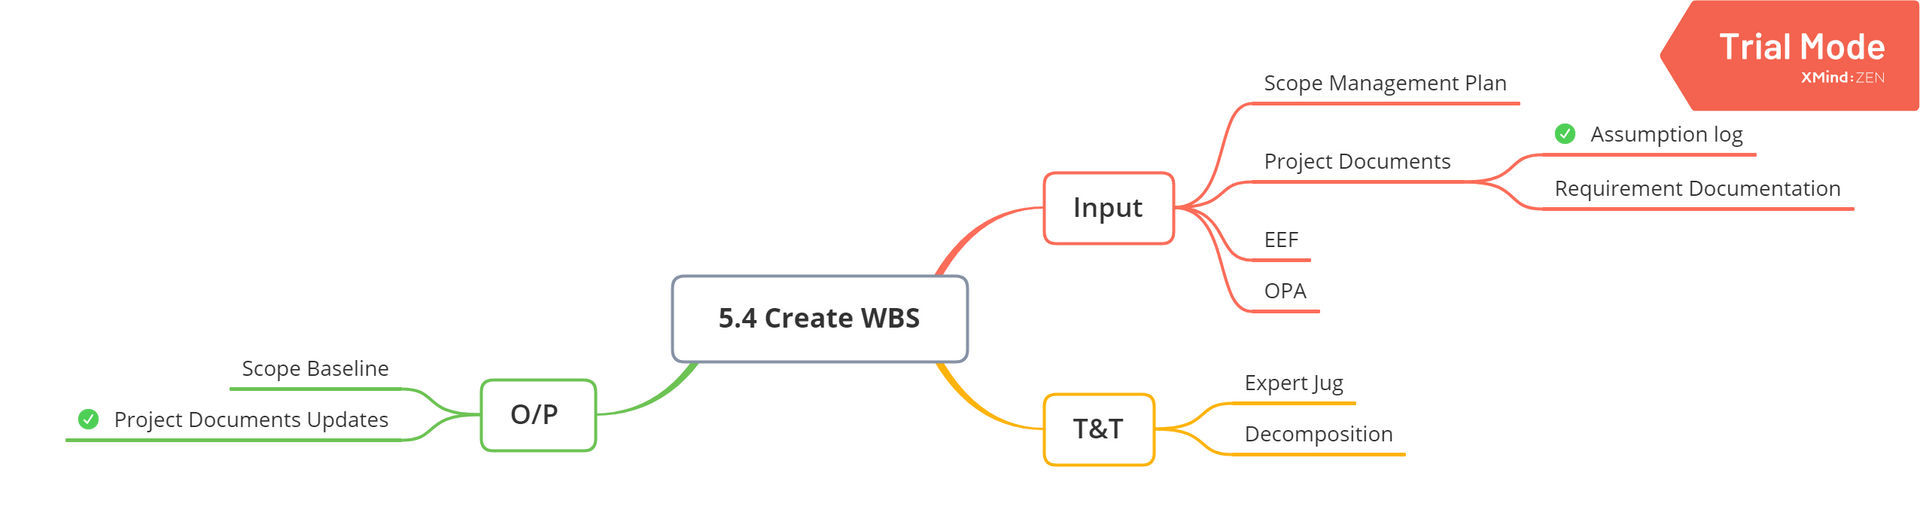 Trial Mode
XMind:ZEN
Scope Management Plan
Assumption log
Project Documents
Requirement Documentation
Input
EEF
OPA
5.4 Create WBS
Scope Baseline
O/P
Project Documents Updates
Expert Jug
T&T
Decomposition